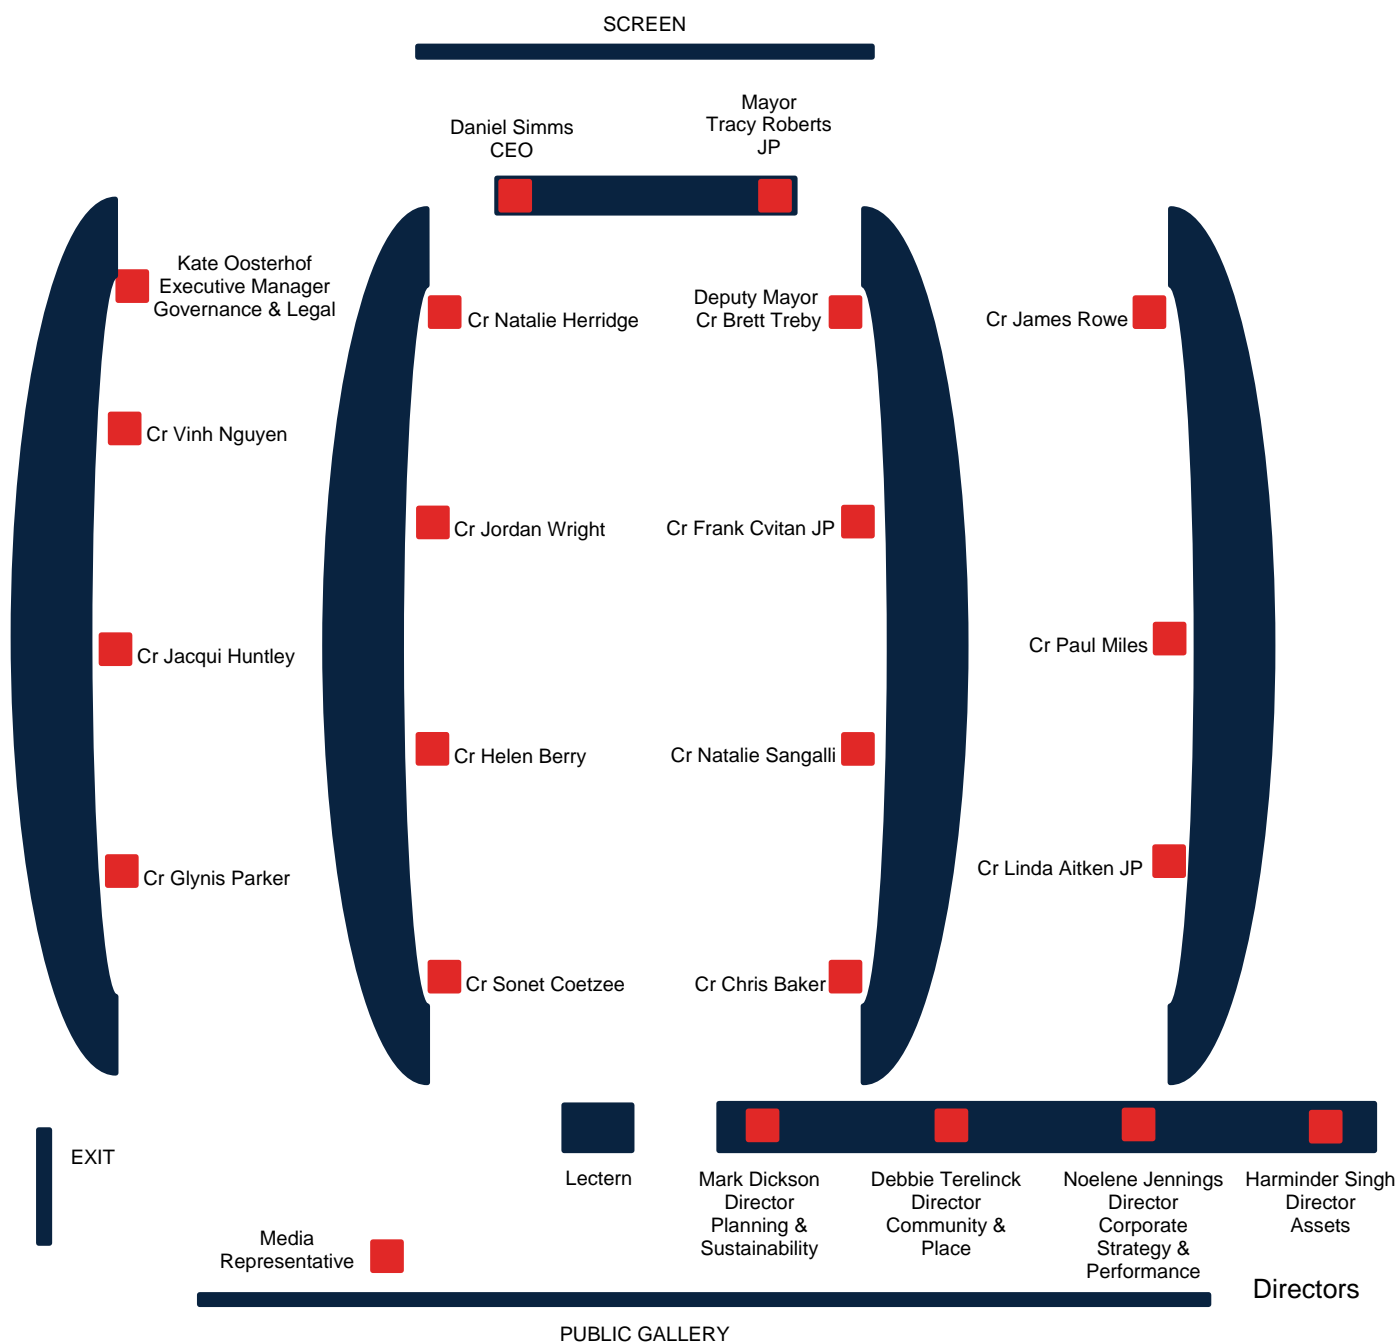 SCREEN
Daniel Simms
CEO
Mayor
Tracy Roberts
JP
Kate Oosterhof
Executive Manager
Governance & Legal
Cr Natalie Herridge
Deputy Mayor
Cr Brett Treby
Cr James Rowe
Cr Vinh Nguyen
Cr Jordan Wright
Cr Frank Cvitan JP
Cr Jacqui Huntley
Cr Paul Miles
Cr Helen Berry
Cr Natalie Sangalli
Cr Glynis Parker
Cr Linda Aitken JP
Cr Sonet Coetzee
Cr Chris Baker
EXIT
Lectern
Mark Dickson
Director
Planning &
Sustainability
Debbie Terelinck
Director
Community &
Place
Noelene Jennings
Director
Corporate
Strategy &
Performance
Harminder Singh
Director
Assets
Media
Representative
Directors
PUBLIC GALLERY